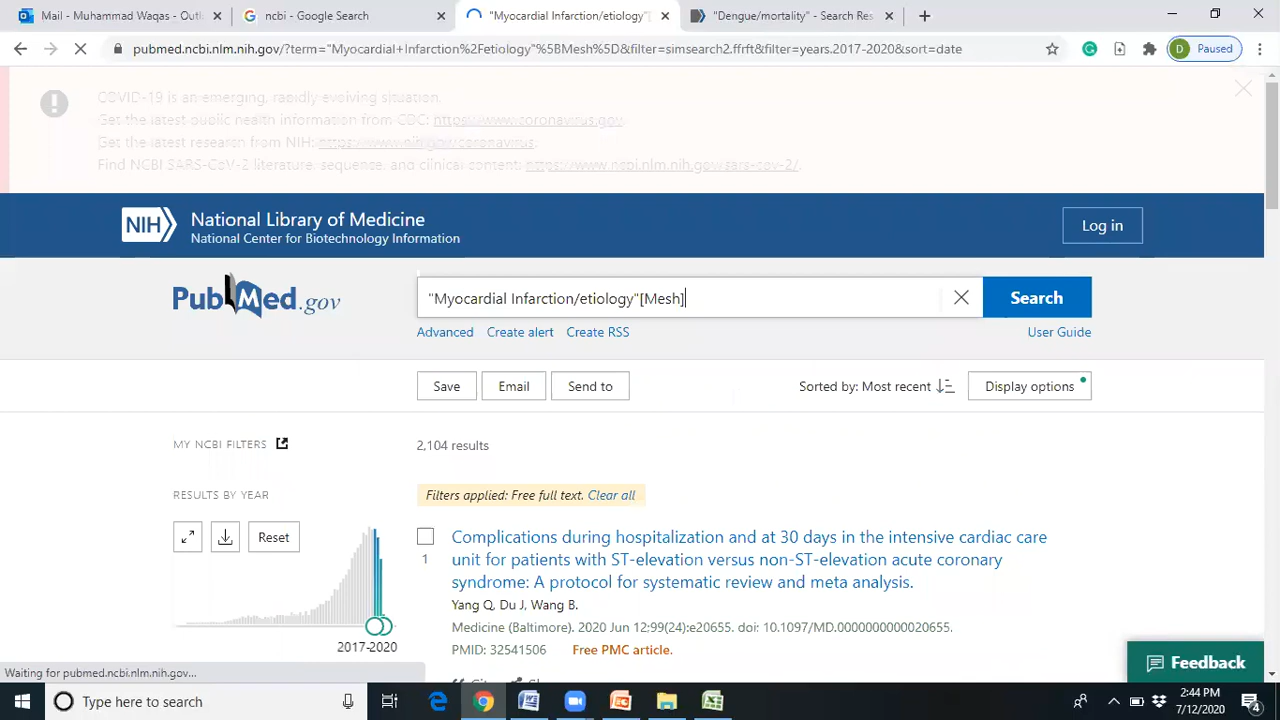 Mail - Muhammad Waqas - Outl
ncbi - Google Search
"Myocardial Infarction/etiology"[
"Dengue/mortality" - Search Res
pubmed.ncbi.nlm.nih.gov/?term="Myocardial+Infarction%2Fetiology"%5BMesh%5D&filter=simsearch2.ffrft&filter=years.2017-2020&sort=date
D Paused
COVID-19 is an emerging, rapidly evolving situation.
Get the latest public health information from CDC: https://www.coronavirus.gov.
Get the latest research from NIH: https://www.nih.gov/coronavirus.
Find NCBI SARS-CoV-2 literature, sequence, and clinical content: https://www.ncbi.nlm.nih.gov/sars-cov-2/.
NIH National Library of Medicine
National Center for Biotechnology Information
Log in
PubMed.gov
"Myocardial Infarction/etiology"[Mesh]
Search
Advanced Create alert Create RSS User Guide
Save Email Send to Sorted by: Most recent Display options
MY NCBI FILTERS
2,104 results
RESULTS BY YEAR
Filters applied: Free full text. Clear all
Reset
Complications during hospitalization and at 30 days in the intensive cardiac care
1 unit for patients with ST-elevation versus non-ST-elevation acute coronary
syndrome: A protocol for systematic review and meta analysis.
Yang Q, Du J, Wang B.
Medicine (Baltimore). 2020 Jun 12;99(24):e20655. doi: 10.1097/MD.0000000000020655.
2017-2020
PMID: 32541506 Free PMC article.
Feedback
Waiting for pubmed.ncbi.nlm.nih.gov...
Type here to search
2:44 PM
7/12/2020
4